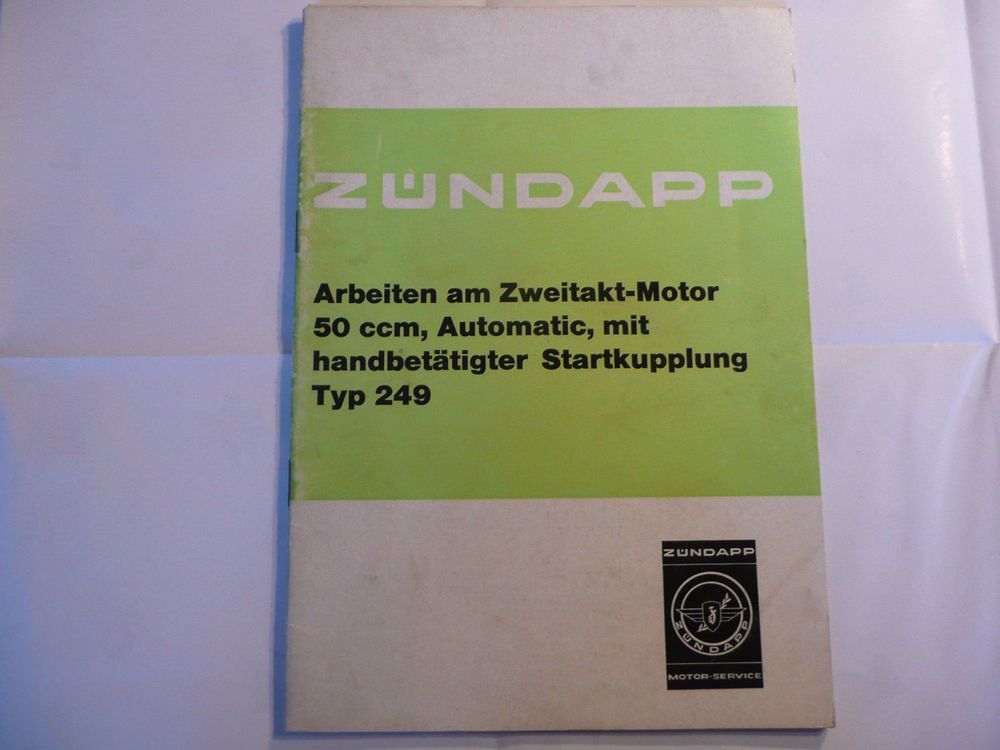 ZÜNDAPP
Arbeiten am Zweitakt-Motor
50 ccm, Automatic, mit
handbetätigter Startkupplung
Typ 249
ZÜNDAPP
ZÜNDAPP
MOTOR-SERVICE